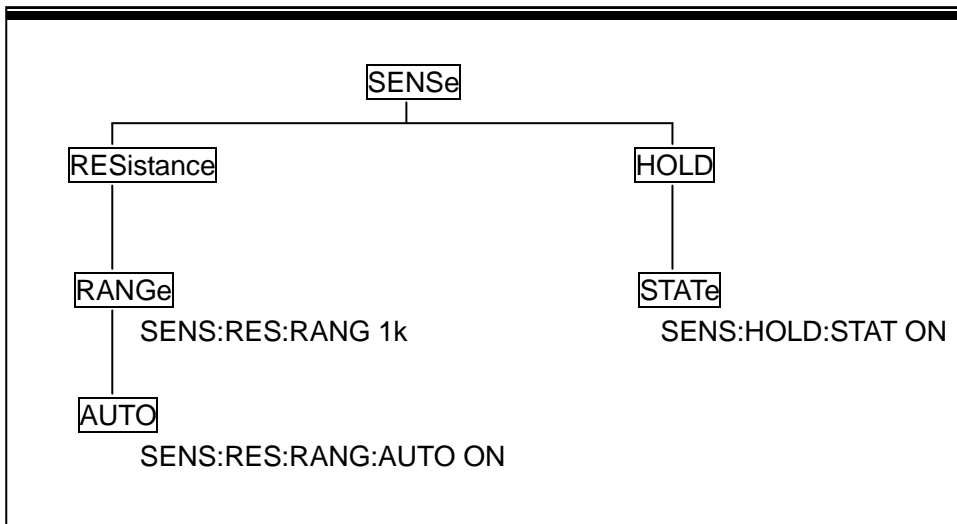 SENSe
RESistance
HOLD
RANGe
STATe
SENS:RES:RANG 1k
SENS:HOLD:STAT ON
AUTO
SENS:RES:RANG:AUTO ON